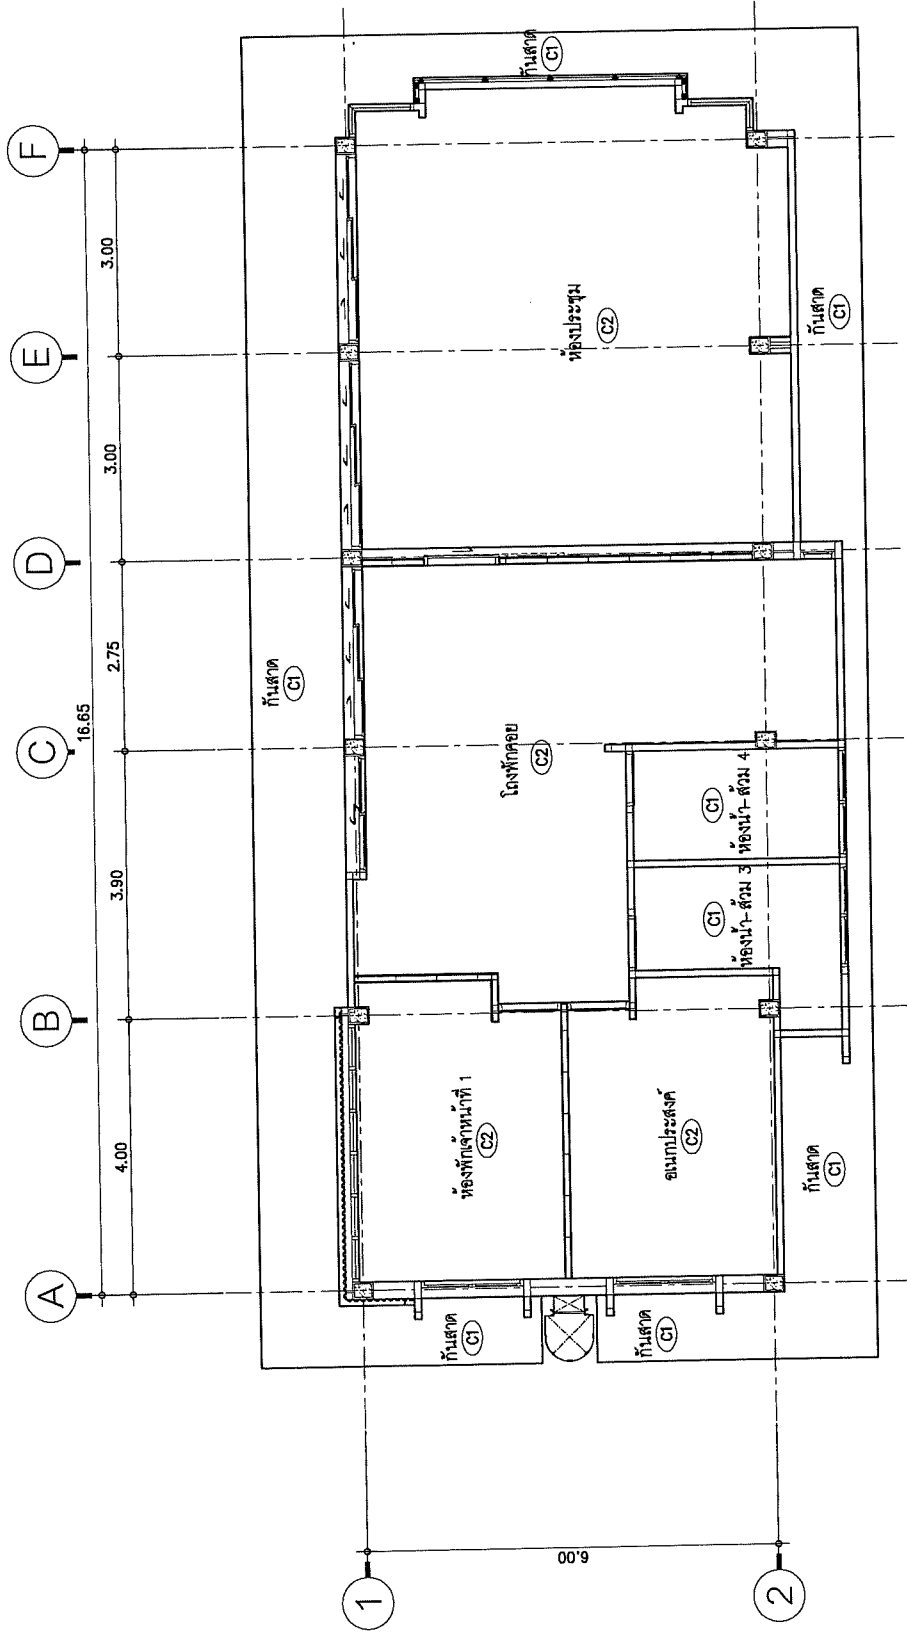 A
B
C
D
E
F
16.65
4.00
3.90
2.75
3.00
3.00
กันสาด
C1
กันสาด
C1
ห้องพักเจ้าหน้าที่ 1
C2
โถงพักคอย
C2
ห้องประชุม
C2
อเนกประสงค์
C2
C1
ห้องน้ำ-ส้วม 3
C1
ห้องน้ำ-ส้วม 4
กันสาด
C1
กันสาด
C1
กันสาด
C1
กันสาด
C1
1
6.00
2